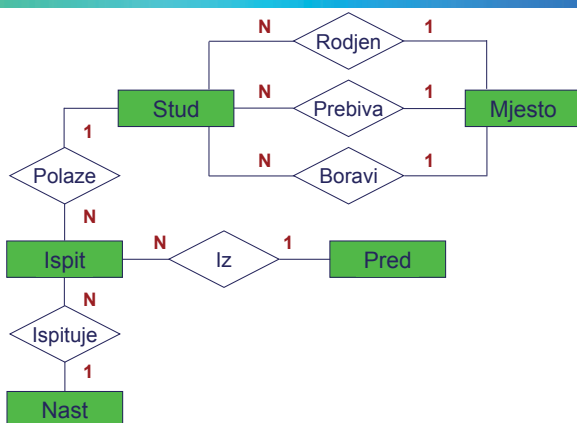 N Rodjen 1
Stud N Prebiva 1 Mjesto
1 N Boravi 1
Polaze
N
Ispit N Iz 1 Pred
N
Ispituje
1
Nast